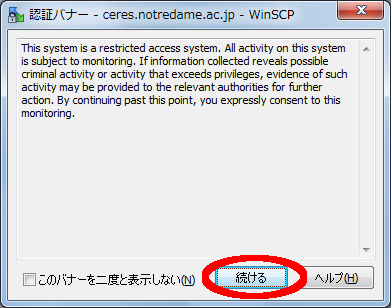 認証バナー - ceres.notredame.ac.jp - WinSCP
This system is a restricted access system. All activity on this system
is subject to monitoring. If information collected reveals possible
criminal activity or activity that exceeds privileges, evidence of such
activity may be provided to the relevant authorities for further
action. By continuing past this point, you expressly consent to this
monitoring.
このバナーを二度と表示しない(N) 続ける ヘルプ(H)